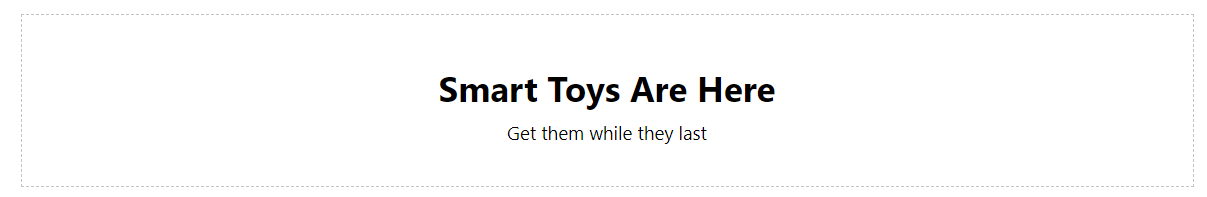 Smart Toys Are Here
Get them while they last